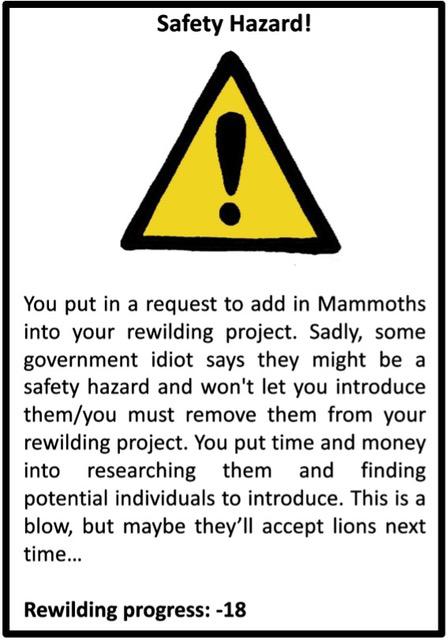 Safety Hazard!
You put in a request to add in Mammoths
into your rewilding project. Sadly, some
government idiot says they might be a
safety hazard and won't let you introduce
them/you must remove them from your
rewilding project. You put time and money
into researching them and finding
potential individuals to introduce. This is a
blow, but maybe they’ll accept lions next
time…
Rewilding progress: -18